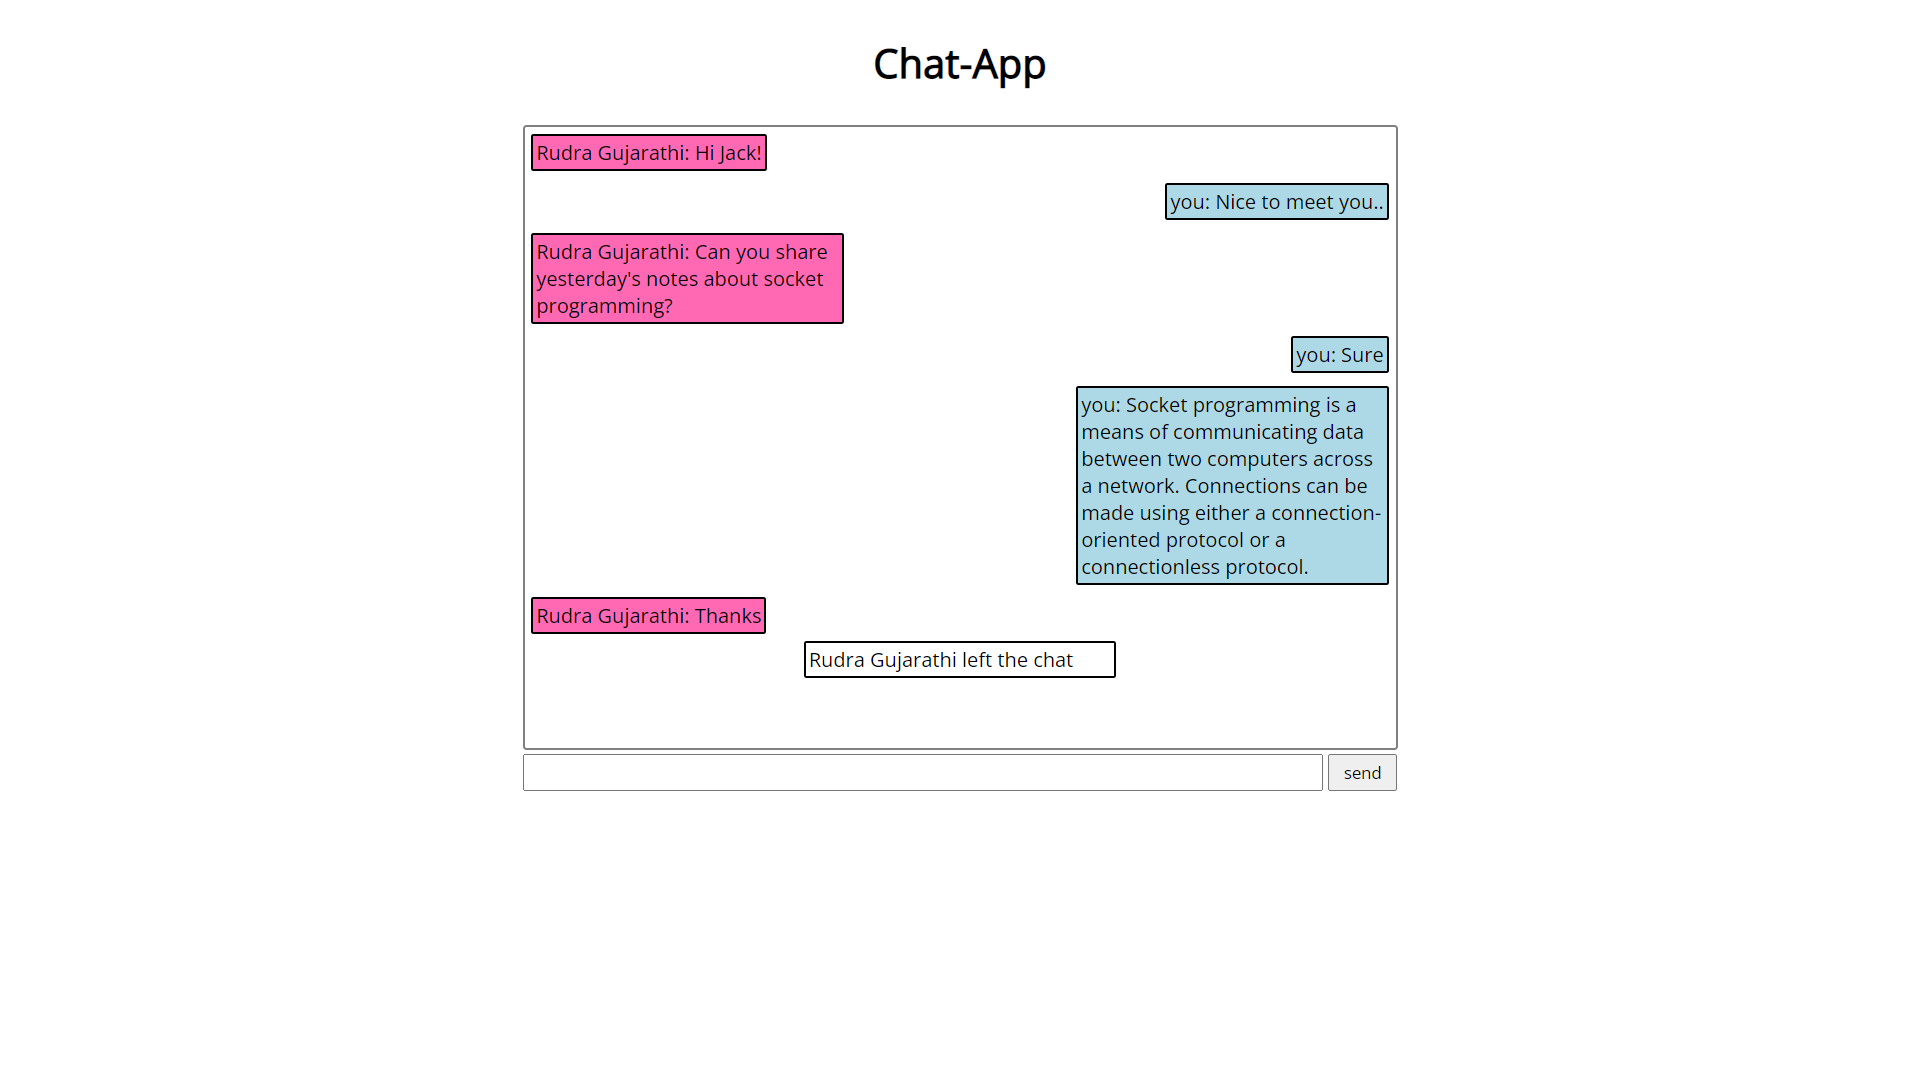 Chat-App
Rudra Gujarathi: Hi Jack!
you: Nice to meet you..
Rudra Gujarathi: Can you share
yesterday's notes about socket
programming?
you: Sure
you: Socket programming is a
means of communicating data
between two computers across
a network. Connections can be
made using either a connection-
oriented protocol or a
connectionless protocol.
Rudra Gujarathi: Thanks
Rudra Gujarathi left the chat
send